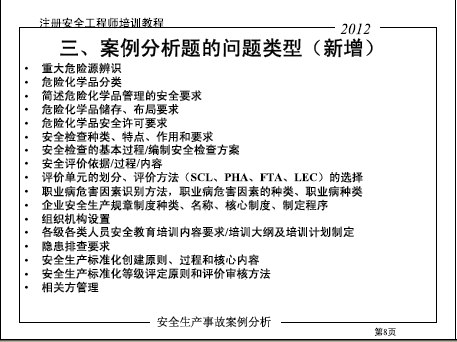 注册安全工程师培训教程
2012
三、案例分析题的问题类型（新增）
• 重大危险源辨识
• 危险化学品分类
• 简述危险化学品管理的安全要求
• 危险化学品储存、布局要求
• 危险化学品安全许可要求
• 安全检查种类、特点、作用和要求
• 安全检查的基本过程/编制安全检查方案
• 安全评价依据/过程/内容
• 评价单元的划分、评价方法（SCL、PHA、FTA、LEC）的选择
• 职业病危害因素识别方法，职业病危害因素的种类、职业病种类
• 企业安全生产规章制度种类、名称、核心制度、制定程序
• 组织机构设置
• 各级各类人员安全教育培训内容要求/培训大纲及培训计划制定
• 隐患排查要求
• 安全生产标准化创建原则、过程和核心内容
• 安全生产标准化等级评定原则和评价审核方法
• 相关方管理
安全生产事故案例分析
第8页